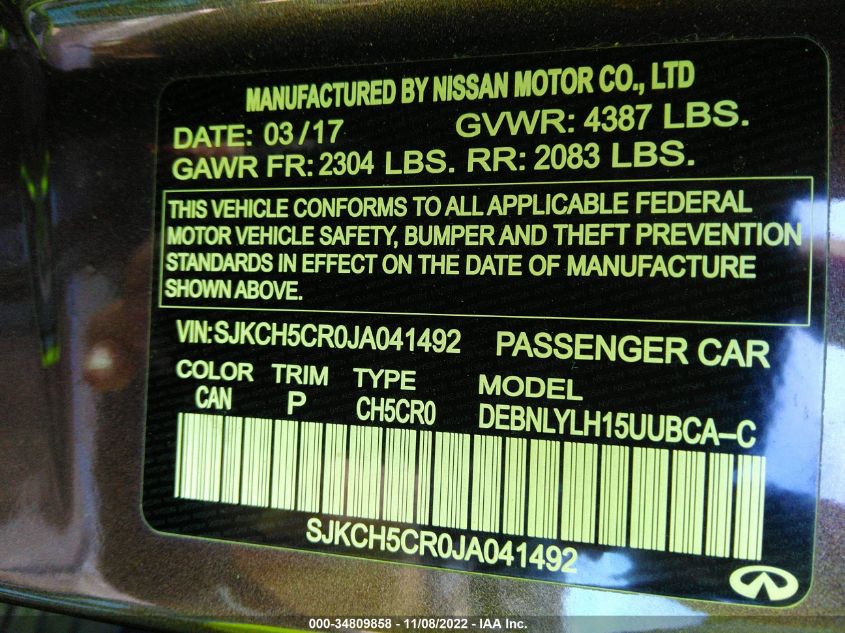 MANUFACTURED BY NISSAN MOTOR CO., LTD
DATE: 03/17 GVWR: 4387 LBS.
GAWR FR: 2304 LBS. RR: 2083 LBS.
THIS VEHICLE CONFORMS TO ALL APPLICABLE FEDERAL
MOTOR VEHICLE SAFETY, BUMPER AND THEFT PREVENTION
STANDARDS IN EFFECT ON THE DATE OF MANUFACTURE
SHOWN ABOVE.
VIN: SJKCH5CR0JA041492 PASSENGER CAR
COLOR TRIM TYPE MODEL
CAN P CH5CR0 DEBNLYLH15UUBCA-C
SJKCH5CR0JA041492
000-34809858 - 11/08/2022 - IAA Inc.